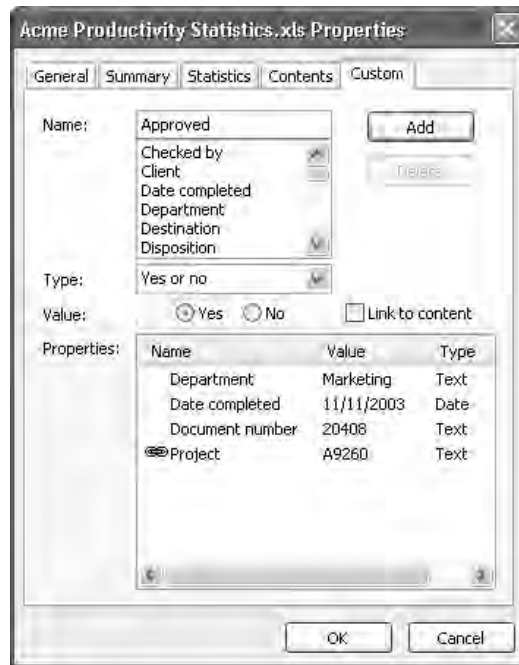 Acme Productivity Statistics.xls Properties
General Summary Statistics Contents Custom
Name: Approved Add
Checked by
Client
Date completed
Department
Destination
Disposition
Delete
Type: Yes or no
Value: Yes No Link to content
Properties: Name Value Type
Department Marketing Text
Date completed 11/11/2003 Date
Document number 20408 Text
Project A9260 Text
OK Cancel